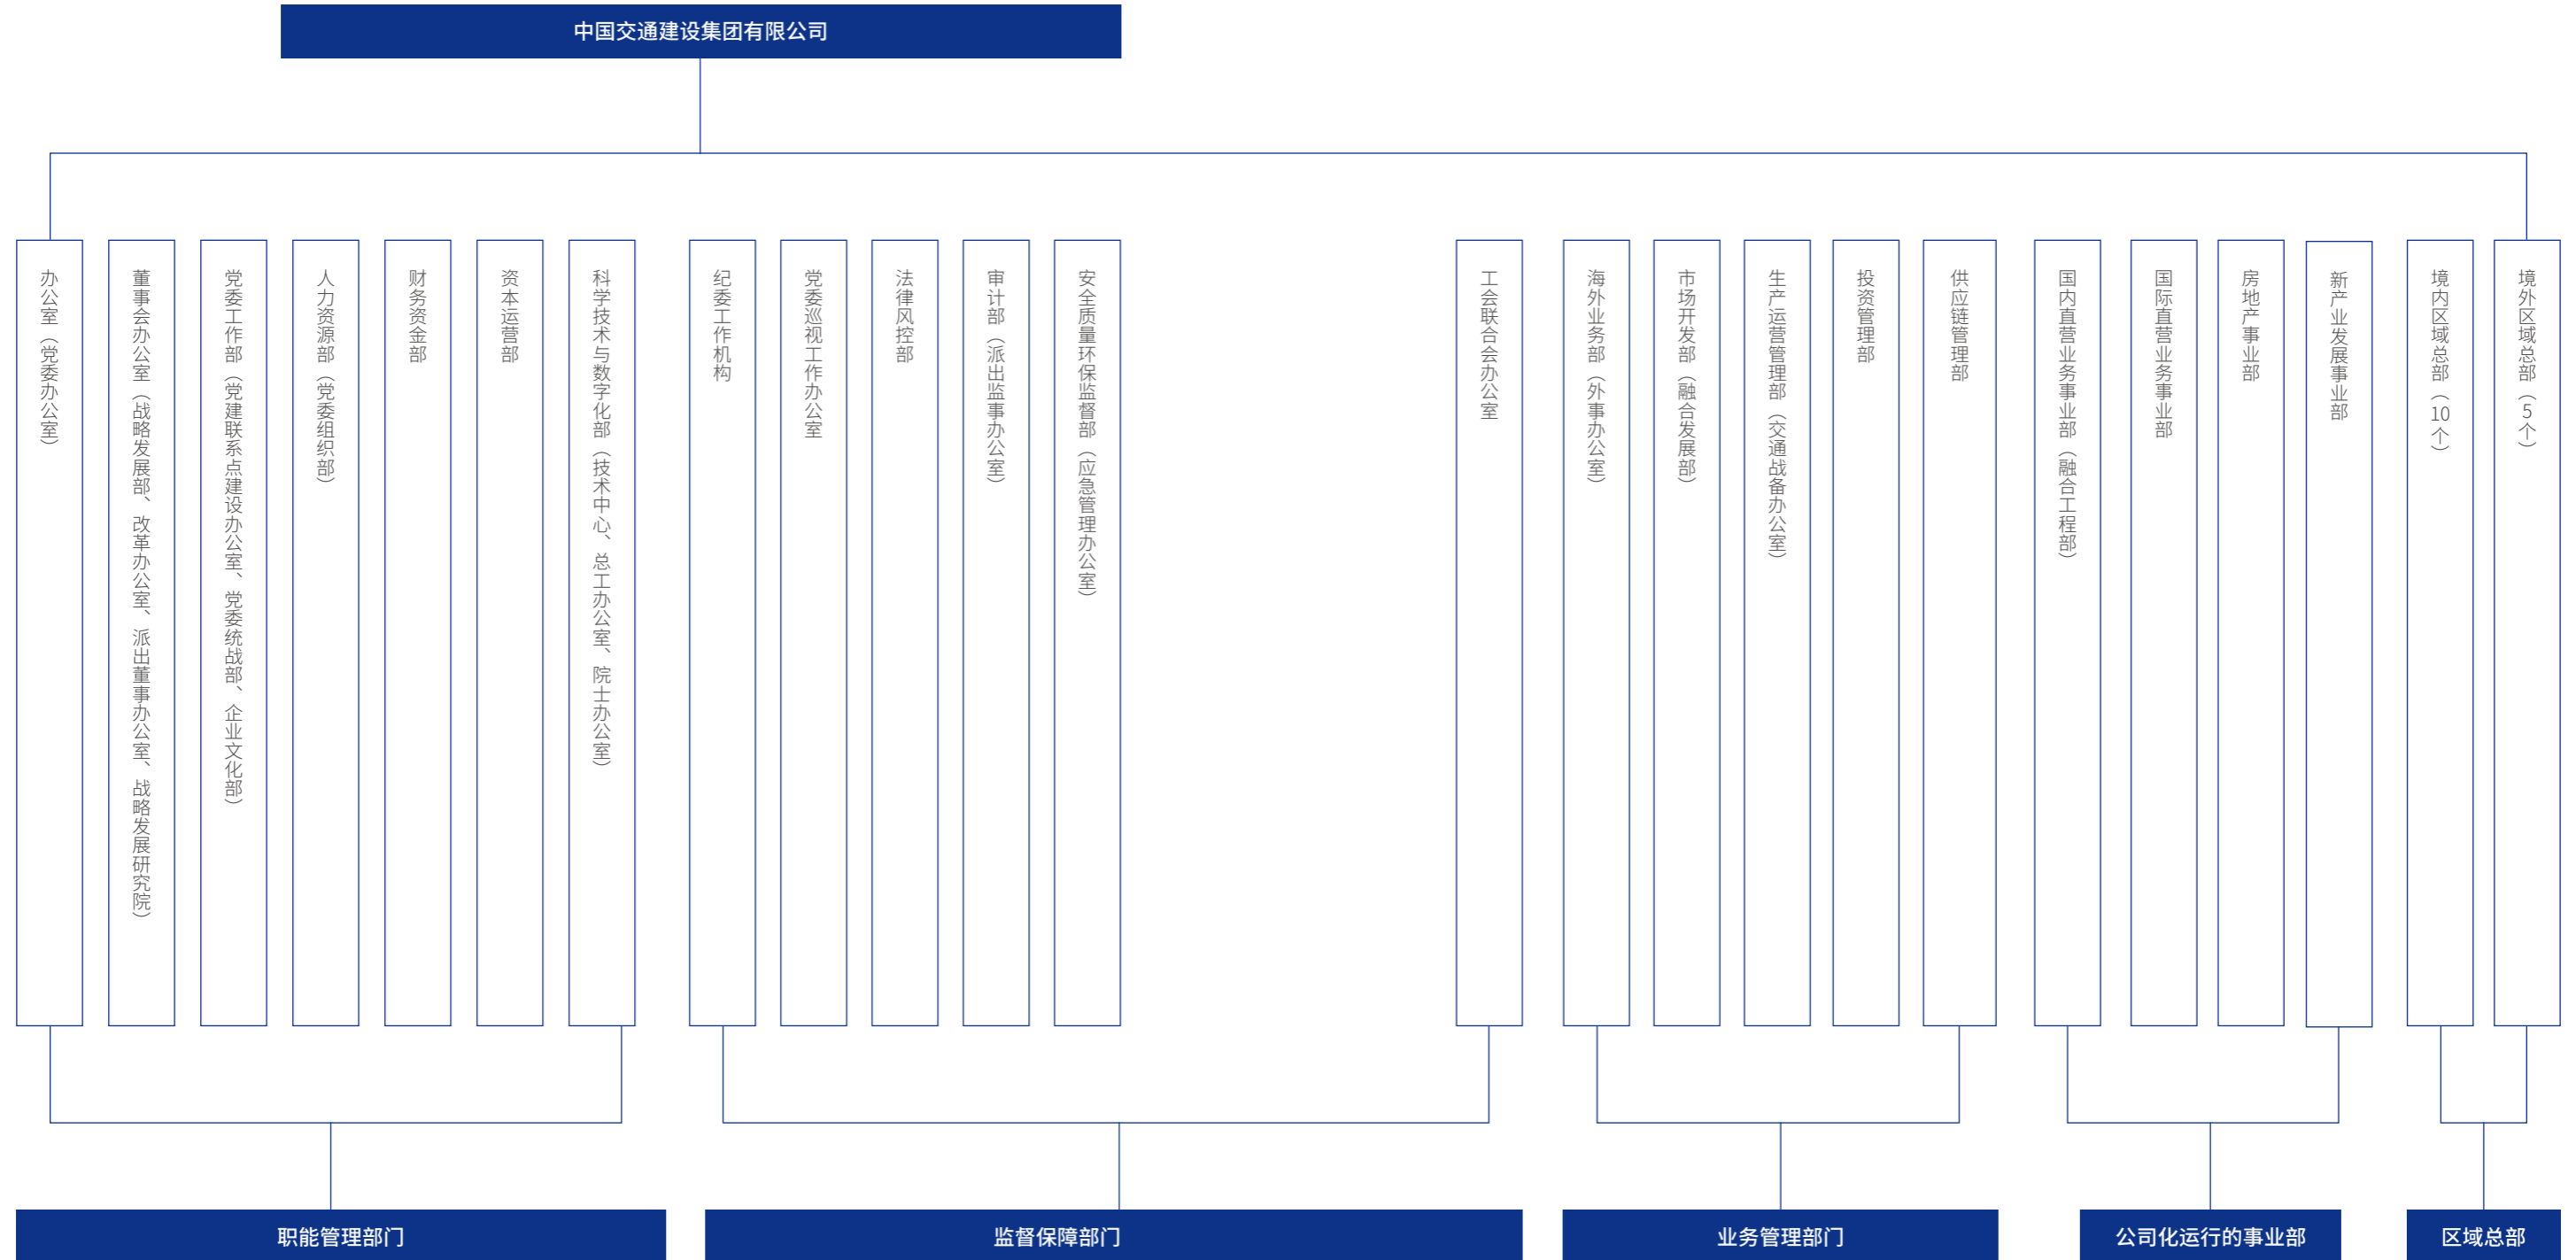 中国交通建设集团有限公司
办公室（党委办公室）
董事会办公室（战略发展部、改革办公室、派出董事办公室、战略发展研究院）
党委工作部（党建联系点建设办公室、党委统战部、企业文化部）
人力资源部（党委组织部）
财务资金部
资本运营部
科学技术与数字化部（技术中心、总工办公室、院士办公室）
纪委工作机构
党委巡视工作办公室
法律风控部
审计部（派出监事办公室）
安全质量环保监督部（应急管理办公室）
工会联合会办公室
海外业务部（外事办公室）
市场开发部（融合发展部）
生产运营管理部（交通战备办公室）
投资管理部
供应链管理部
国内直营业务事业部（融合工程部）
国际直营业务事业部
房地产事业部
新产业发展事业部
境内区域总部（10个）
境外区域总部（5个）
职能管理部门
监督保障部门
业务管理部门
公司化运行的事业部
区域总部